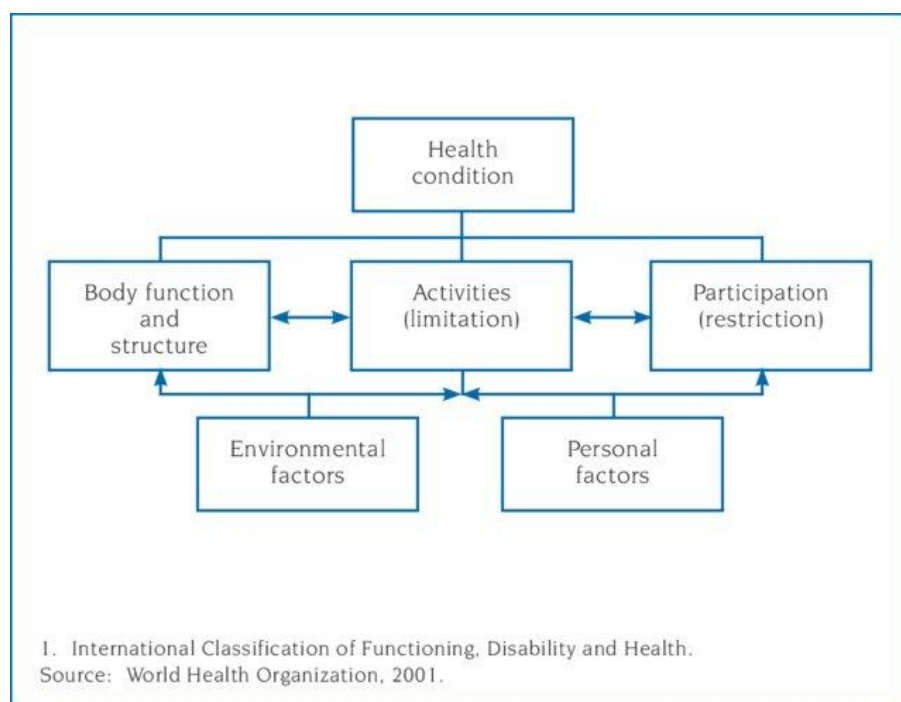 Health
condition
Body function
and
structure
Activities
(limitation)
Participation
(restriction)
Environmental
factors
Personal
factors
1. International Classification of Functioning, Disability and Health.
Source: World Health Organization, 2001.